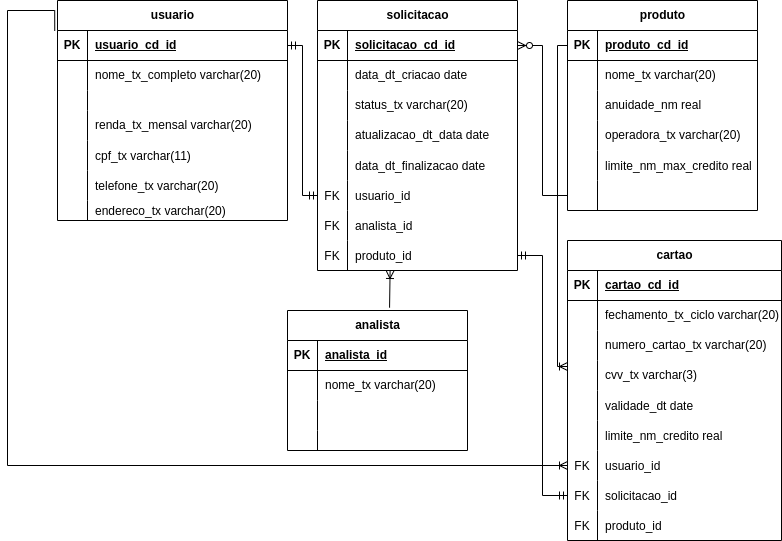 usuario
PK usuario_cd_id
nome_tx_completo varchar(20)
renda_tx_mensal varchar(20)
cpf_tx varchar(11)
telefone_tx varchar(20)
endereco_tx varchar(20)
solicitacao
PK solicitacao_cd_id
data_dt_criacao date
status_tx varchar(20)
atualizacao_dt_data date
data_dt_finalizacao date
FK usuario_id
FK analista_id
FK produto_id
produto
PK produto_cd_id
nome_tx varchar(20)
anuidade_nm real
operadora_tx varchar(20)
limite_nm_max_credito real
analista
PK analista_id
nome_tx varchar(20)
cartao
PK cartao_cd_id
fechamento_tx_ciclo varchar(20)
numero_cartao_tx varchar(20)
cvv_tx varchar(3)
validade_dt date
limite_nm_credito real
FK usuario_id
FK solicitacao_id
FK produto_id